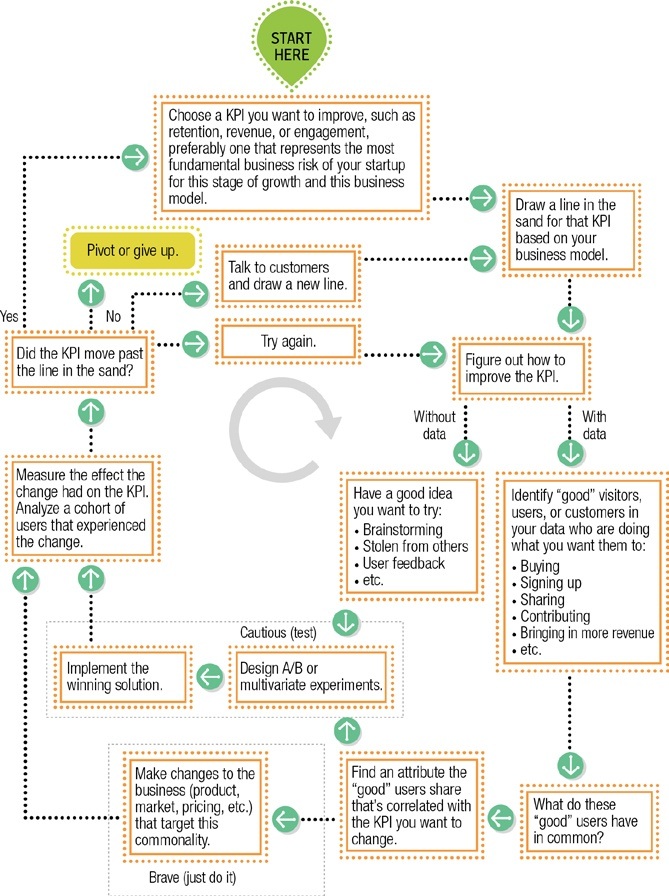 START
HERE
Choose a KPI you want to improve, such as
retention, revenue, or engagement,
preferably one that represents the most
fundamental business risk of your startup
for this stage of growth and this business
model.
Draw a line in the
sand for that KPI
based on your
business model.
Pivot or give up.
Talk to customers
and draw a new line.
Yes
No
Did the KPI move past
the line in the sand?
Try again.
Figure out how to
improve the KPI.
Without
data
With
data
Measure the effect the
change had on the KPI.
Analyze a cohort of
users that experienced
the change.
Have a good idea
you want to try:
• Brainstorming
• Stolen from others
• User feedback
• etc.
Identify “good” visitors,
users, or customers in
your data who are doing
what you want them to:
• Buying
• Signing up
• Sharing
• Contributing
• Bringing in more revenue
• etc.
Cautious (test)
Implement the
winning solution.
Design A/B or
multivariate experiments.
Make changes to the
business (product,
market, pricing, etc.)
that target this
commonality.
Find an attribute the
“good” users share
that’s correlated with
the KPI you want to
change.
What do these
“good” users have
in common?
Brave (just do it)